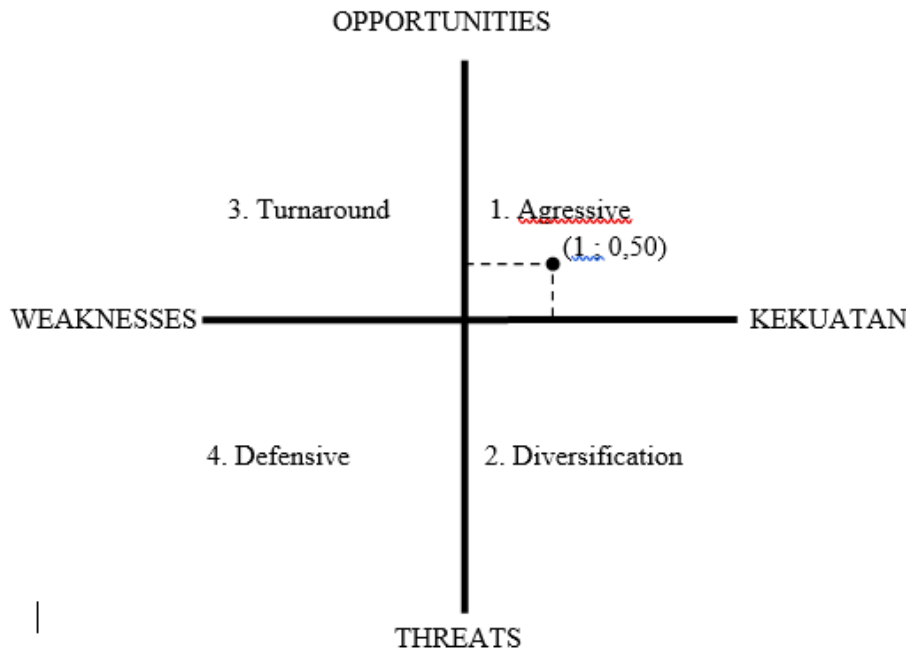 OPPORTUNITIES
3. Turnaround
1. Agressive
(1 ; 0,50)
WEAKNESSES
KEKUATAN
4. Defensive
2. Diversification
THREATS